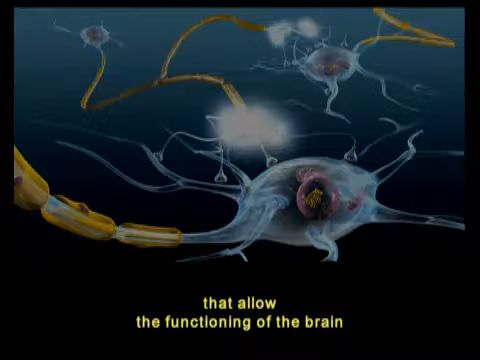 that allow
the functioning of the brain